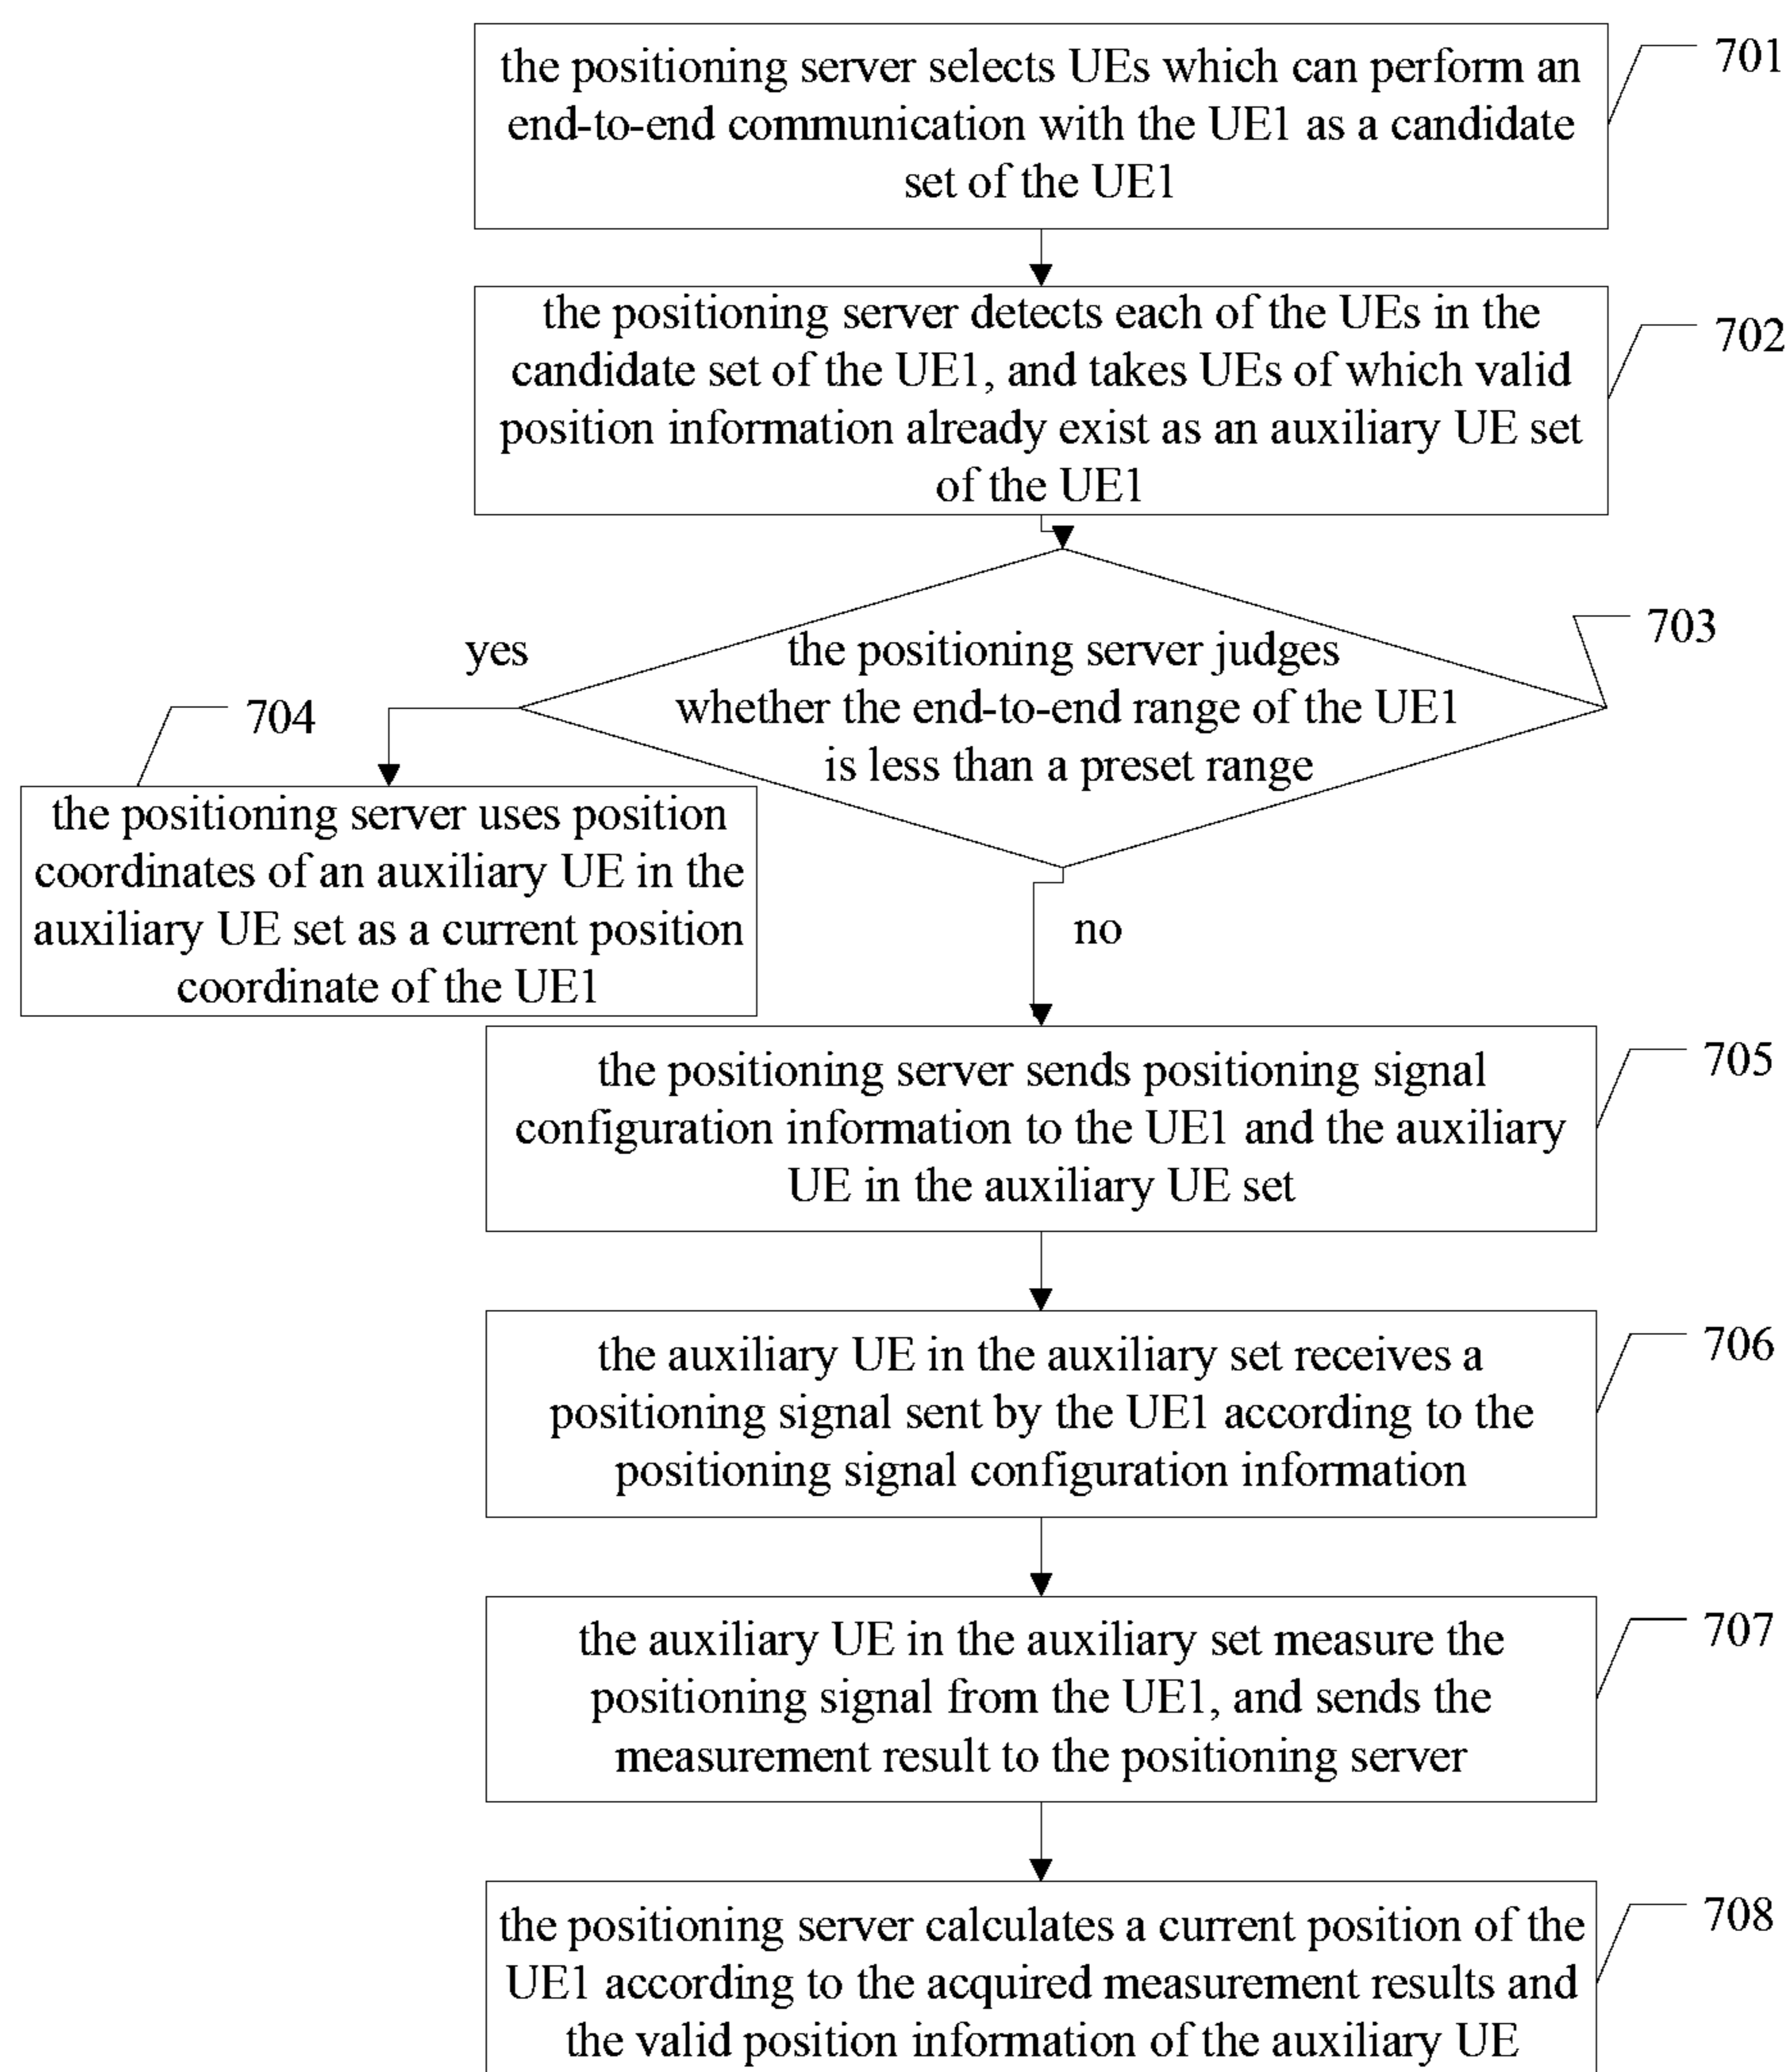 the positioning server selects UEs which can perform an
end-to-end communication with the UE1 as a candidate
set of the UE1
701
the positioning server detects each of the UEs in the
candidate set of the UE1, and takes UEs of which valid
position information already exist as an auxiliary UE set
of the UE1
702
the positioning server judges
whether the end-to-end range of the UE1
is less than a preset range
703
yes
704
the positioning server uses position
coordinates of an auxiliary UE in the
auxiliary UE set as a current position
coordinate of the UE1
no
the positioning server sends positioning signal
configuration information to the UE1 and the auxiliary
UE in the auxiliary UE set
705
the auxiliary UE in the auxiliary set receives a
positioning signal sent by the UE1 according to the
positioning signal configuration information
706
the auxiliary UE in the auxiliary set measure the
positioning signal from the UE1, and sends the
measurement result to the positioning server
707
the positioning server calculates a current position of the
UE1 according to the acquired measurement results and
the valid position information of the auxiliary UE
708